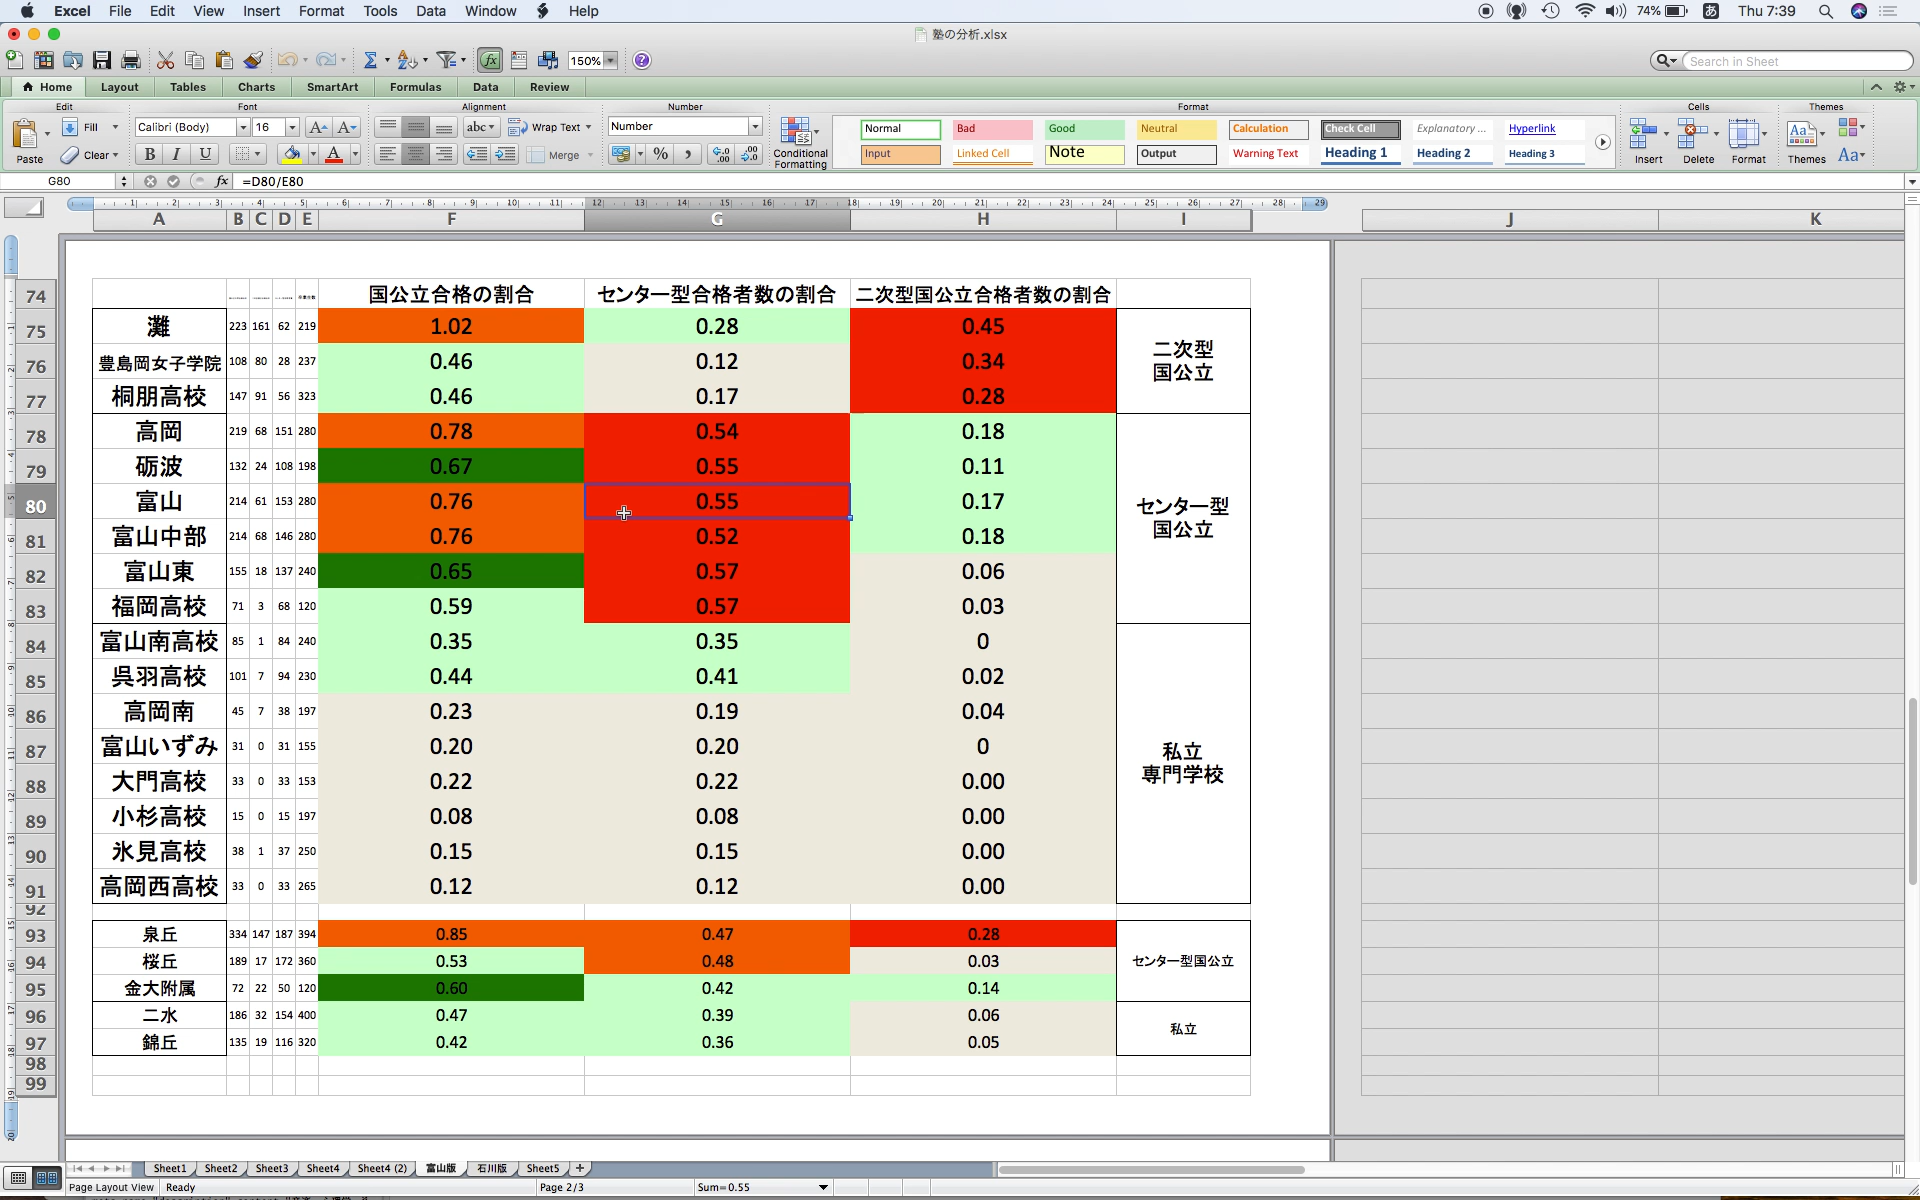 Excel File Edit View Insert Format Tools Data Window Help 74% あ Thu 7:39
塾の分析.xlsx
150% Search in Sheet
Home Layout Tables Charts SmartArt Formulas Data Review
Edit Font Alignment Number Format Cells Themes
Fill Calibri (Body) 16 abc Wrap Text Number Normal Bad Good Neutral Calculation Check Cell Explanatory ... Hyperlink
Paste Clear B I U Merge % Conditional Formatting Input Linked Cell Note Output Warning Text Heading 1 Heading 2 Heading 3 Insert Delete Format Themes Aa
G80 fx =D80/E80
A B C D E F G H I J K
74 国公立合格の割合 センター型合格者数の割合 二次型国公立合格者数の割合
75 灘 223 161 62 219 1.02 0.28 0.45
76 豊島岡女子学院 108 80 28 237 0.46 0.12 0.34
二次型
国公立
77 桐朋高校 147 91 56 323 0.46 0.17 0.28
78 高岡 219 68 151 280 0.78 0.54 0.18
79 砺波 132 24 108 198 0.67 0.55 0.11
80 富山 214 61 153 280 0.76 0.55 0.17
センター型
国公立
81 富山中部 214 68 146 280 0.76 0.52 0.18
82 富山東 155 18 137 240 0.65 0.57 0.06
83 福岡高校 71 3 68 120 0.59 0.57 0.03
84 富山南高校 85 1 84 240 0.35 0.35 0
85 呉羽高校 101 7 94 230 0.44 0.41 0.02
86 高岡南 45 7 38 197 0.23 0.19 0.04
87 富山いずみ 31 0 31 155 0.20 0.20 0
私立
専門学校
88 大門高校 33 0 33 153 0.22 0.22 0.00
89 小杉高校 15 0 15 197 0.08 0.08 0.00
90 氷見高校 38 1 37 250 0.15 0.15 0.00
91 高岡西高校 33 0 33 265 0.12 0.12 0.00
92
93 泉丘 334 147 187 394 0.85 0.47 0.28
94 桜丘 189 17 172 360 0.53 0.48 0.03 センター型国公立
95 金大附属 72 22 50 120 0.60 0.42 0.14
96 二水 186 32 154 400 0.47 0.39 0.06
私立
97 錦丘 135 19 116 320 0.42 0.36 0.05
98
99
Sheet1 Sheet2 Sheet3 Sheet4 Sheet4 (2) 富山版 石川版 Sheet5 +
Page Layout View Ready Page 2/3 Sum=0.55